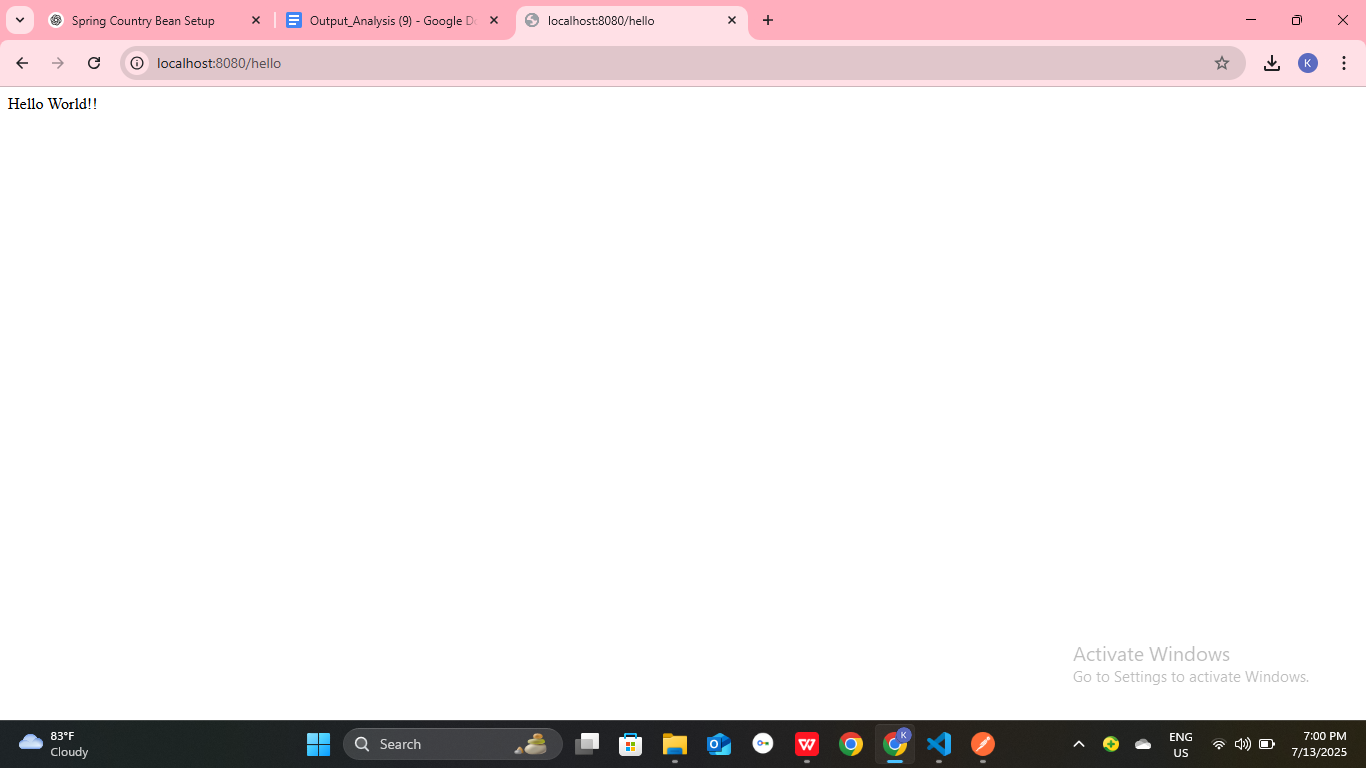 Spring Country Bean Setup
Output_Analysis (9) - Google D
localhost:8080/hello
localhost:8080/hello
K
Hello World!!
Activate Windows
Go to Settings to activate Windows.
83°F
Cloudy
Search
K
ENG
US
7:00 PM
7/13/2025